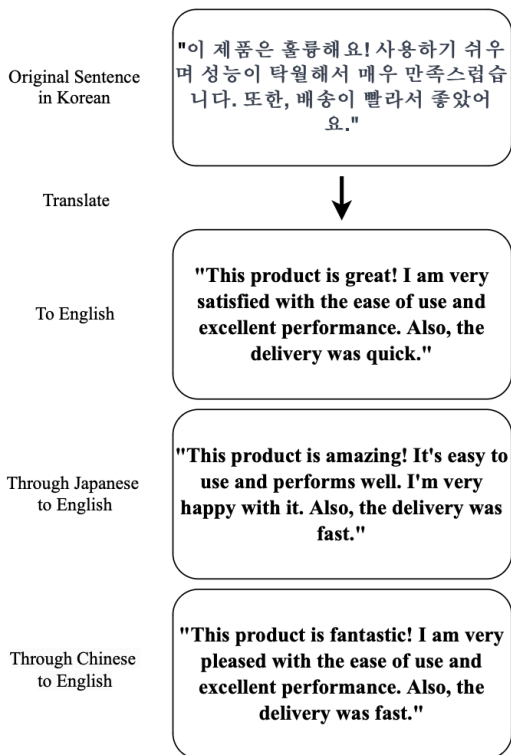 Original Sentence
in Korean
"이 제품은 훌륭해요! 사용하기 쉬우
며 성능이 탁월해서 매우 만족스럽습
니다. 또한, 배송이 빨라서 좋았어
요."
Translate
To English
"This product is great! I am very
satisfied with the ease of use and
excellent performance. Also, the
delivery was quick."
Through Japanese
to English
"This product is amazing! It's easy to
use and performs well. I'm very
happy with it. Also, the delivery was
fast."
Through Chinese
to English
"This product is fantastic! I am very
pleased with the ease of use and
excellent performance. Also, the
delivery was fast."